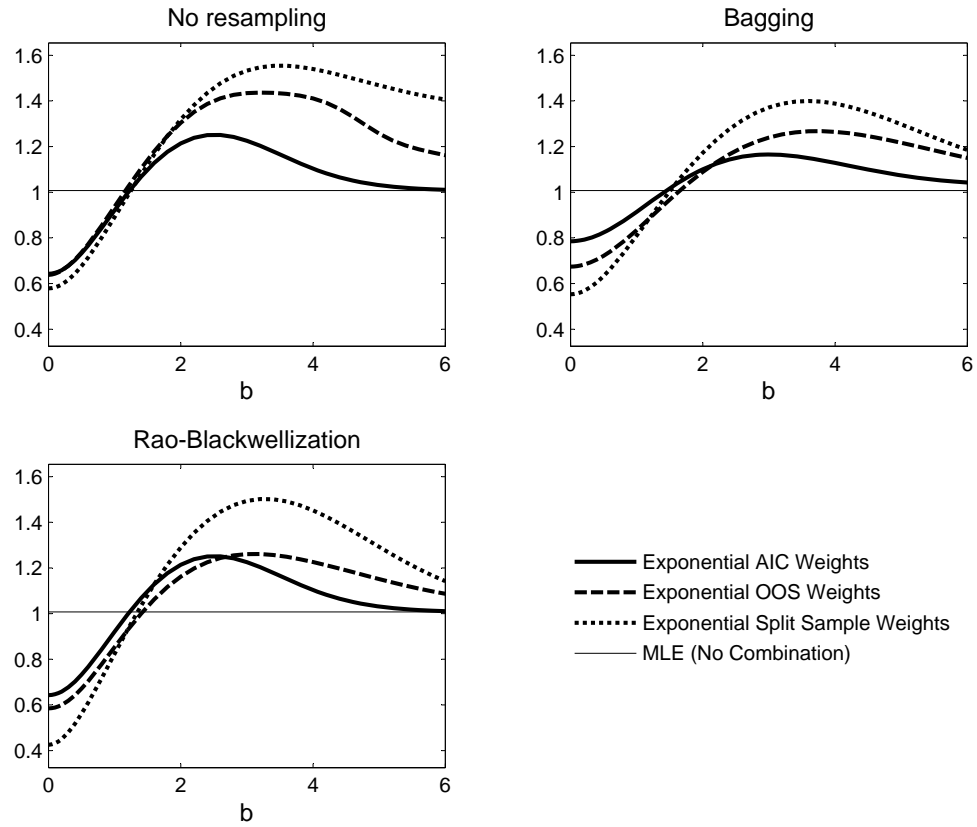 No resampling
1.6
1.4
1.2
1
0.8
0.6
0.4
0 2 4 6
b
Bagging
1.6
1.4
1.2
1
0.8
0.6
0.4
0 2 4 6
b
Rao-Blackwellization
1.6
1.4
1.2
1
0.8
0.6
0.4
0 2 4 6
b
Exponential AIC Weights
Exponential OOS Weights
Exponential Split Sample Weights
MLE (No Combination)